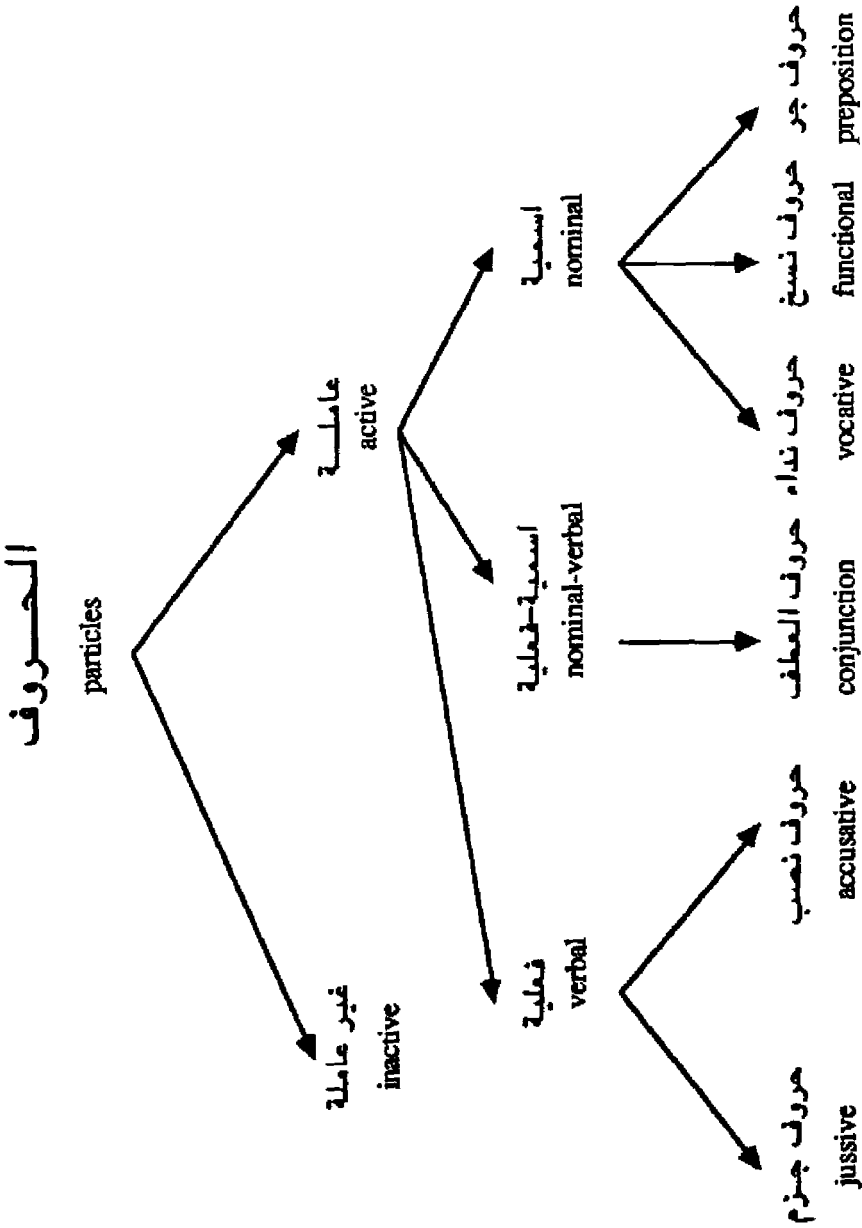 الحروف
particles
عاملة
active
غير عاملة
inactive
اسمية
nominal
اسمية-فعلية
nominal-verbal
فعلية
verbal
حروف جر
preposition
حروف نسخ
functional
حروف نداء
vocative
حروف العطف
conjunction
حروف نصب
accusative
حروف جزم
jussive